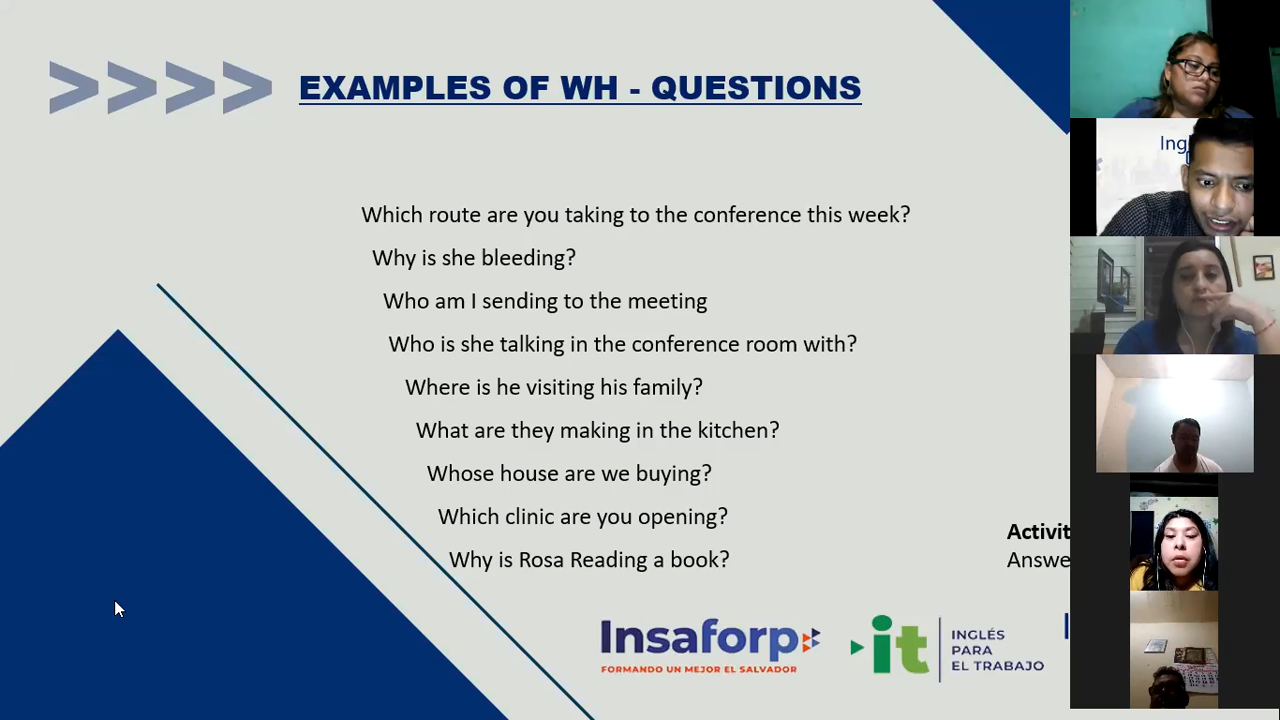 >>>> EXAMPLES OF WH - QUESTIONS
Which route are you taking to the conference this week?
Why is she bleeding?
Who am I sending to the meeting
Who is she talking in the conference room with?
Where is he visiting his family?
What are they making in the kitchen?
Whose house are we buying?
Which clinic are you opening?
Why is Rosa Reading a book?
Activit
Answe
Insaforp
FORMANDO UN MEJOR EL SALVADOR
it
INGLÉS
PARA
EL TRABAJO
Ing